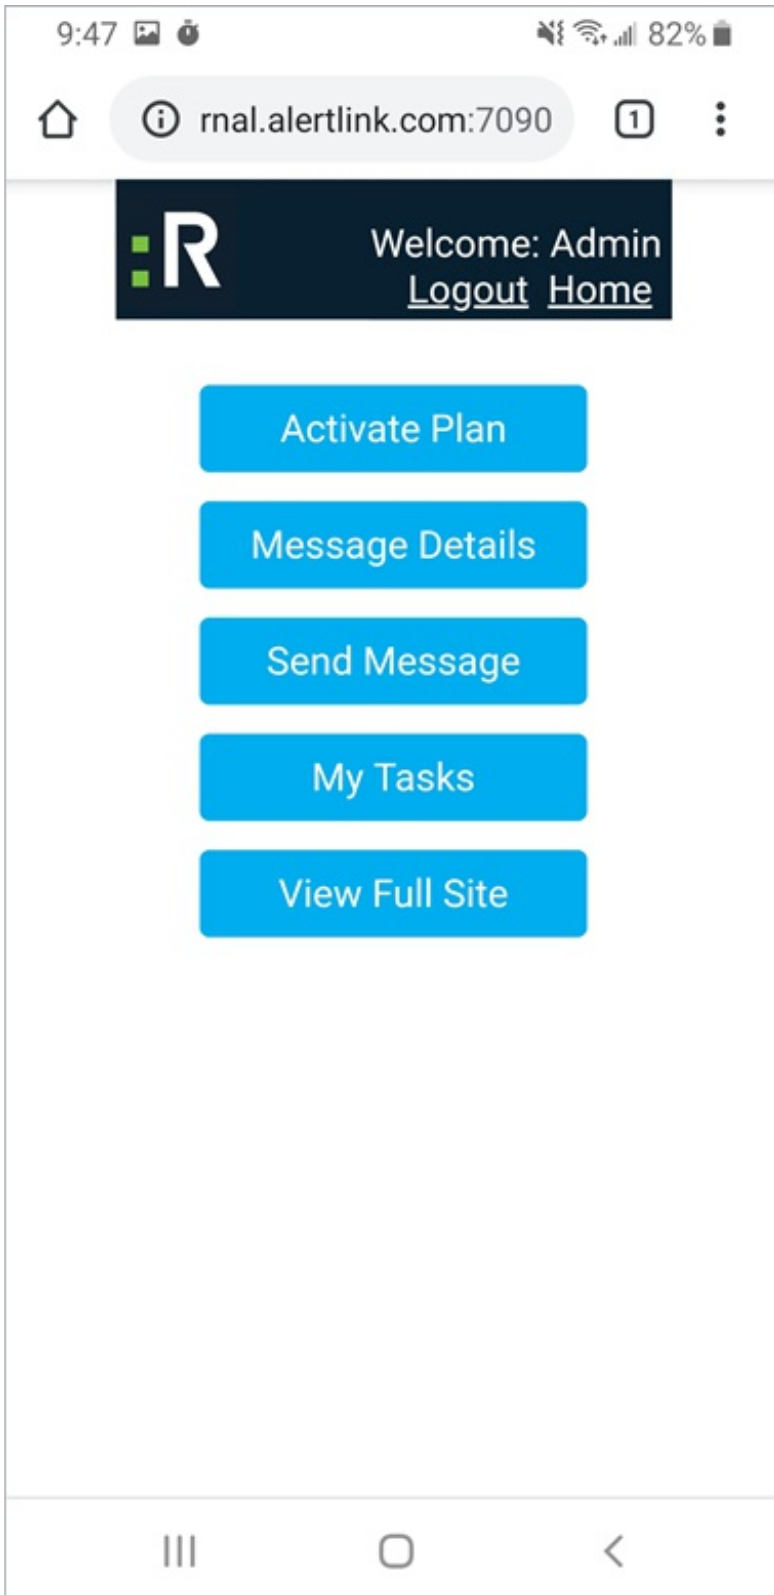 9:47 82%
rnal.alertlink.com:7090 1
:R
Welcome: Admin
Logout Home
Activate Plan
Message Details
Send Message
My Tasks
View Full Site